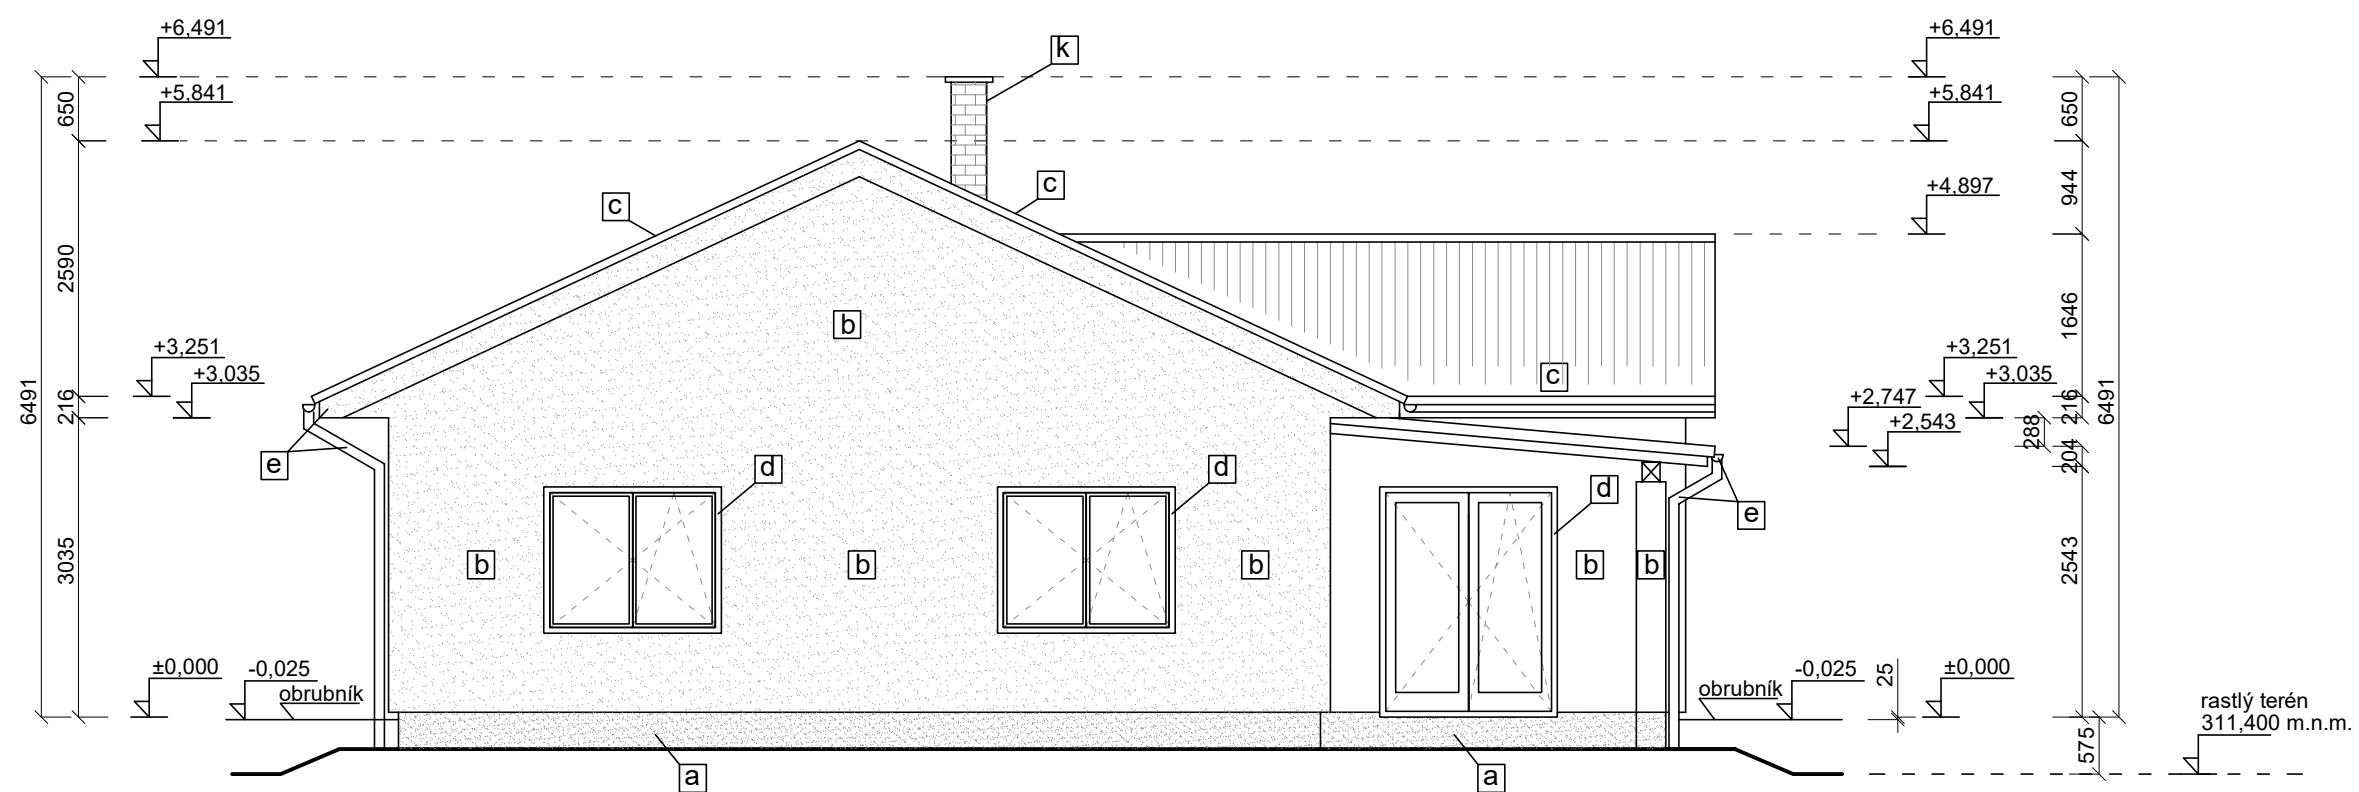 +6,491
+6,491
k
+5,841
+5,841
650
650
c
c
+4,897
944
2590
b
1646
+3,251
+3,035
c
+3,251
+3,035
+2,747
+2,543
6491
216
216
6491
288
204
e
d
d
d
e
b
b
b
b
b
3035
2543
±0,000
-0,025
obrubník
obrubník
-0,025
25
±0,000
rastlý terén
311,400 m.n.m.
575
a
a